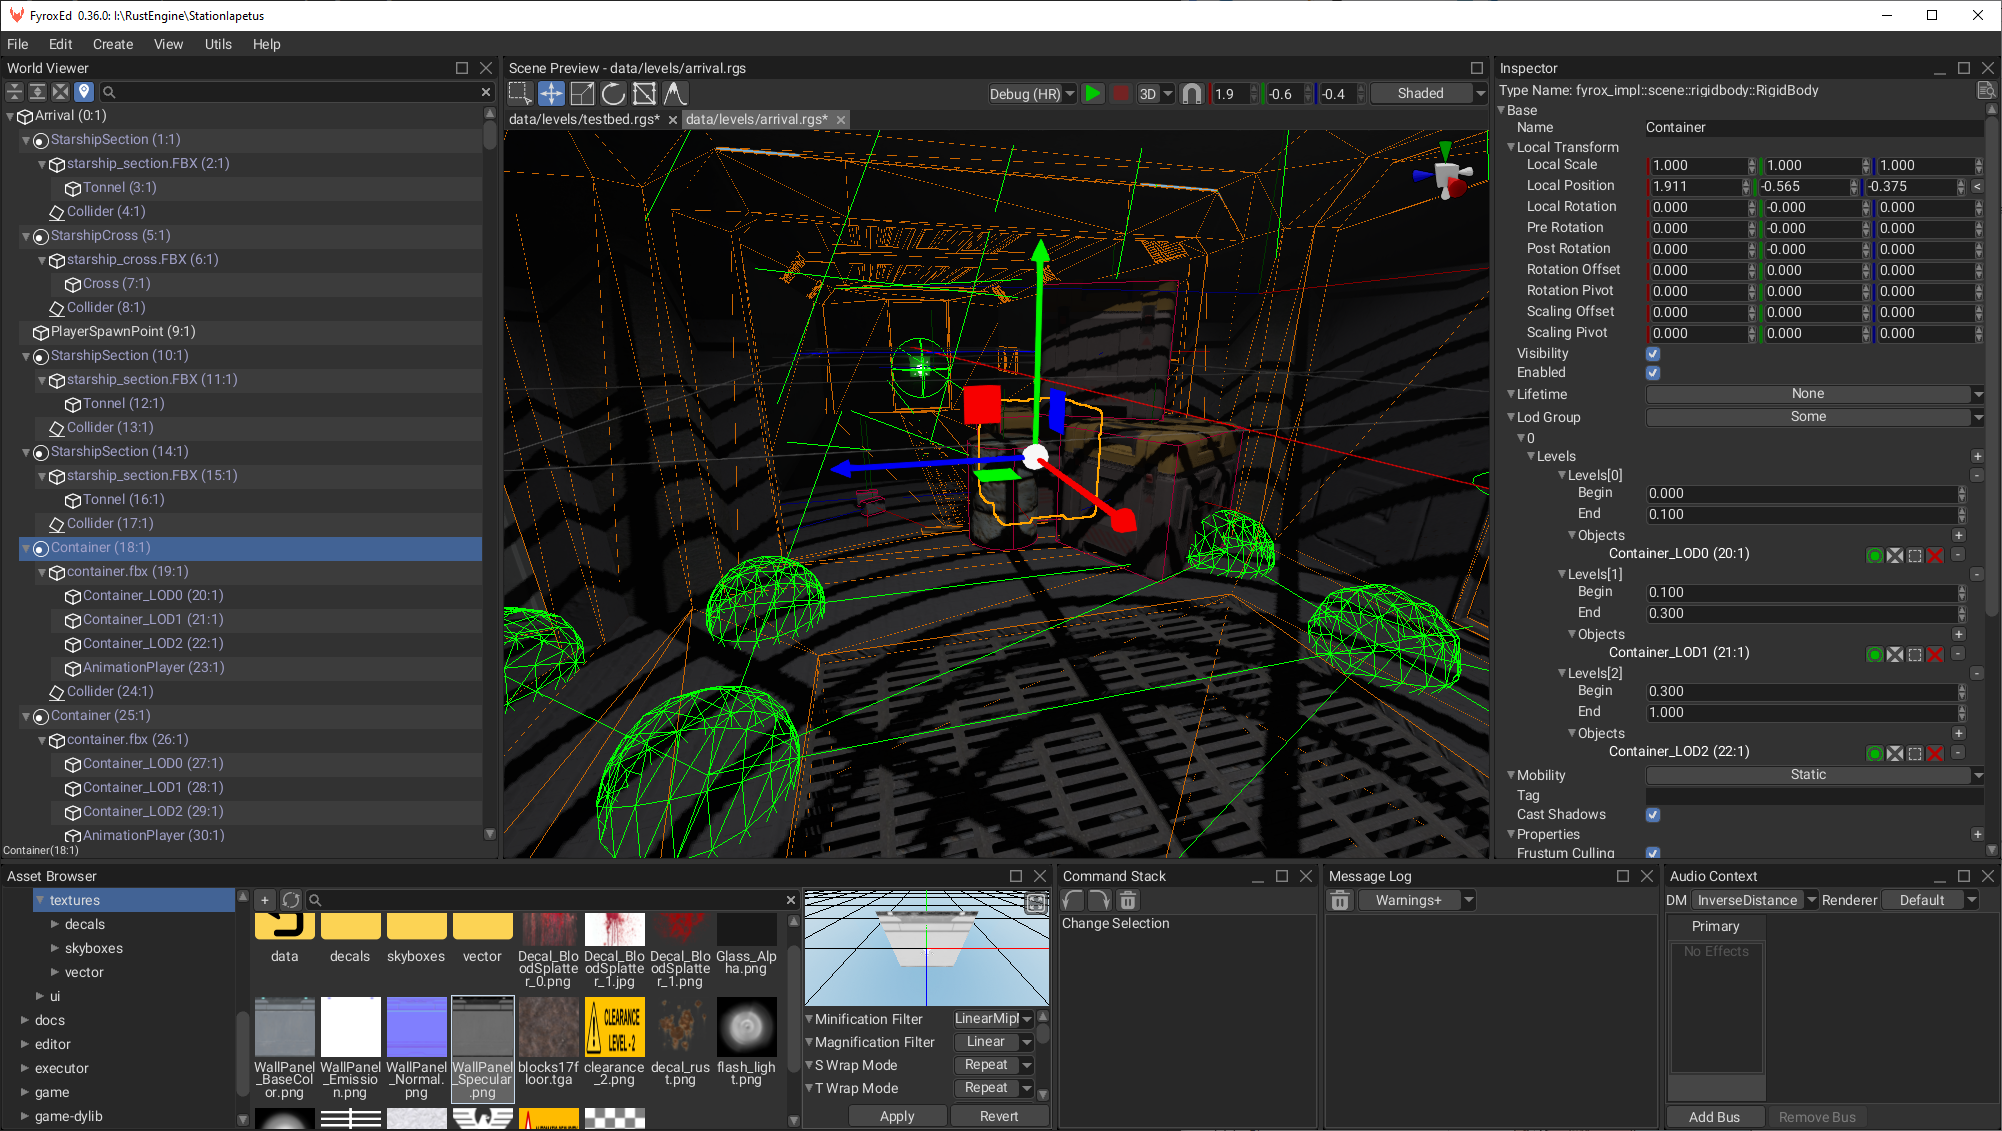 FyroxEd 0.36.0: I:\RustEngine\StationIapetus
File Edit Create View Utils Help
World Viewer
Arrival (0:1)
StarshipSection (1:1)
starship_section.FBX (2:1)
Tonnel (3:1)
Collider (4:1)
StarshipCross (5:1)
starship_cross.FBX (6:1)
Cross (7:1)
Collider (8:1)
PlayerSpawnPoint (9:1)
StarshipSection (10:1)
starship_section.FBX (11:1)
Tonnel (12:1)
Collider (13:1)
StarshipSection (14:1)
starship_section.FBX (15:1)
Tonnel (16:1)
Collider (17:1)
Container (18:1)
container.fbx (19:1)
Container_LOD0 (20:1)
Container_LOD1 (21:1)
Container_LOD2 (22:1)
AnimationPlayer (23:1)
Collider (24:1)
Container (25:1)
container.fbx (26:1)
Container_LOD0 (27:1)
Container_LOD1 (28:1)
Container_LOD2 (29:1)
AnimationPlayer (30:1)
Container(18:1)
Scene Preview - data/levels/arrival.rgs
Debug (HR) 3D 1.9 -0.6 -0.4 Shaded
data/levels/testbed.rgs* data/levels/arrival.rgs*
Inspector
Type Name: fyrox_impl::scene::rigidbody::RigidBody
Base
Name Container
Local Transform
Local Scale 1.000 1.000 1.000
Local Position 1.911 -0.565 -0.375 <
Local Rotation 0.000 -0.000 0.000
Pre Rotation 0.000 -0.000 0.000
Post Rotation 0.000 -0.000 0.000
Rotation Offset 0.000 0.000 0.000
Rotation Pivot 0.000 0.000 0.000
Scaling Offset 0.000 0.000 0.000
Scaling Pivot 0.000 0.000 0.000
Visibility
Enabled
Lifetime None
Lod Group Some
0
Levels +
Levels[0] -
Begin 0.000
End 0.100
Objects +
Container_LOD0 (20:1) -
Levels[1] -
Begin 0.100
End 0.300
Objects +
Container_LOD1 (21:1) -
Levels[2] -
Begin 0.300
End 1.000
Objects +
Container_LOD2 (22:1) -
Mobility Static
Tag
Cast Shadows
Properties +
Frustum Culling
Asset Browser
textures
decals
skyboxes
vector
ui
docs
editor
executor
game
game-dylib
+
data decals skyboxes vector Decal_BloodSplatter_0.png Decal_BloodSplatter_1.jpg Decal_BloodSplatter_1.png Glass_Alpha.png
CLEARANCE
LEVEL - 2
WallPanel_BaseColor.png WallPanel_Emission.png WallPanel_Normal.png WallPanel_Specular.png blocks17floor.tga clearance_2.png decal_rust.png flash_light.png
Minification Filter LinearMip
Magnification Filter Linear
S Wrap Mode Repeat
T Wrap Mode Repeat
Apply Revert
Command Stack
Change Selection
Message Log
Warnings+
Audio Context
DM InverseDistance Renderer Default
Primary
No Effects
Add Bus Remove Bus